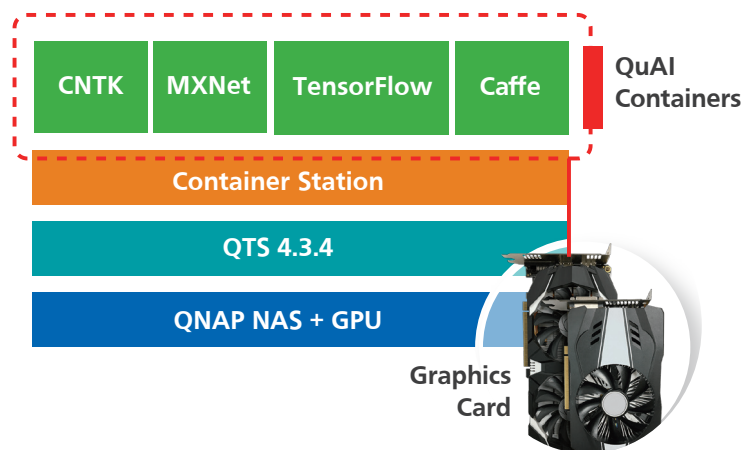 CNTK
MXNet
TensorFlow
Caffe
QuAI
Containers
Container Station
QTS 4.3.4
QNAP NAS + GPU
Graphics
Card